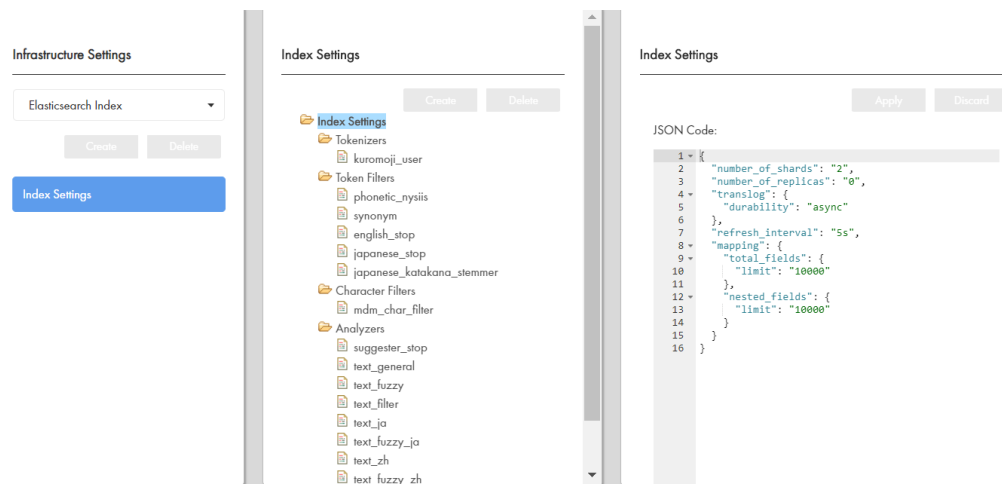 Infrastructure Settings
Elasticsearch Index
Create Delete
Index Settings
Index Settings
Create Delete
Index Settings
Tokenizers
kuromoji_user
Token Filters
phonetic_nysiis
synonym
english_stop
japanese_stop
japanese_katakana_stemmer
Character Filters
mdm_char_filter
Analyzers
suggester_stop
text_general
text_fuzzy
text_filter
text_ja
text_fuzzy_ja
text_zh
text_fuzzy_zh
Index Settings
Apply Discard
JSON Code:
1 {
2 "number_of_shards": "2",
3 "number_of_replicas": "0",
4 "translog": {
5 "durability": "async"
6 },
7 "refresh_interval": "5s",
8 "mapping": {
9 "total_fields": {
10 "limit": "10000"
11 },
12 "nested_fields": {
13 "limit": "10000"
14 }
15 }
16 }